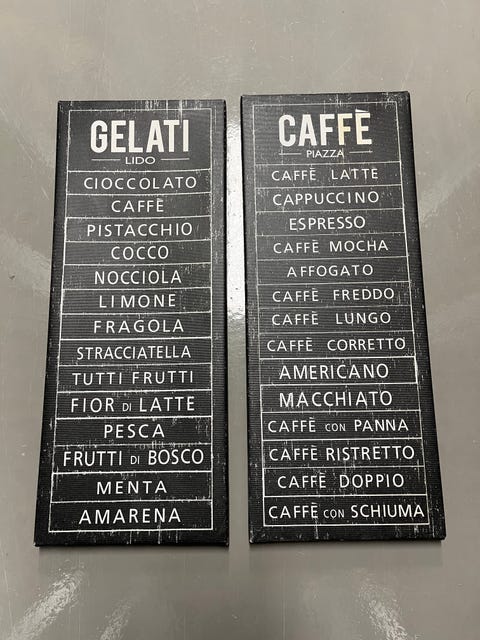 GELATI
LIDO
CIOCCOLATO
CAFFÈ
PISTACCHIO
COCCO
NOCCIOLA
LIMONE
FRAGOLA
STRACCIATELLA
TUTTI FRUTTI
FIOR DI LATTE
PESCA
FRUTTI DI BOSCO
MENTA
AMARENA
CAFFÈ
PIAZZA
CAFFÈ LATTE
CAPPUCCINO
ESPRESSO
CAFFÈ MOCHA
AFFOGATO
CAFFÈ FREDDO
CAFFÈ LUNGO
CAFFÈ CORRETTO
AMERICANO
MACCHIATO
CAFFÈ CON PANNA
CAFFÈ RISTRETTO
CAFFÈ DOPPIO
CAFFÈ CON SCHIUMA